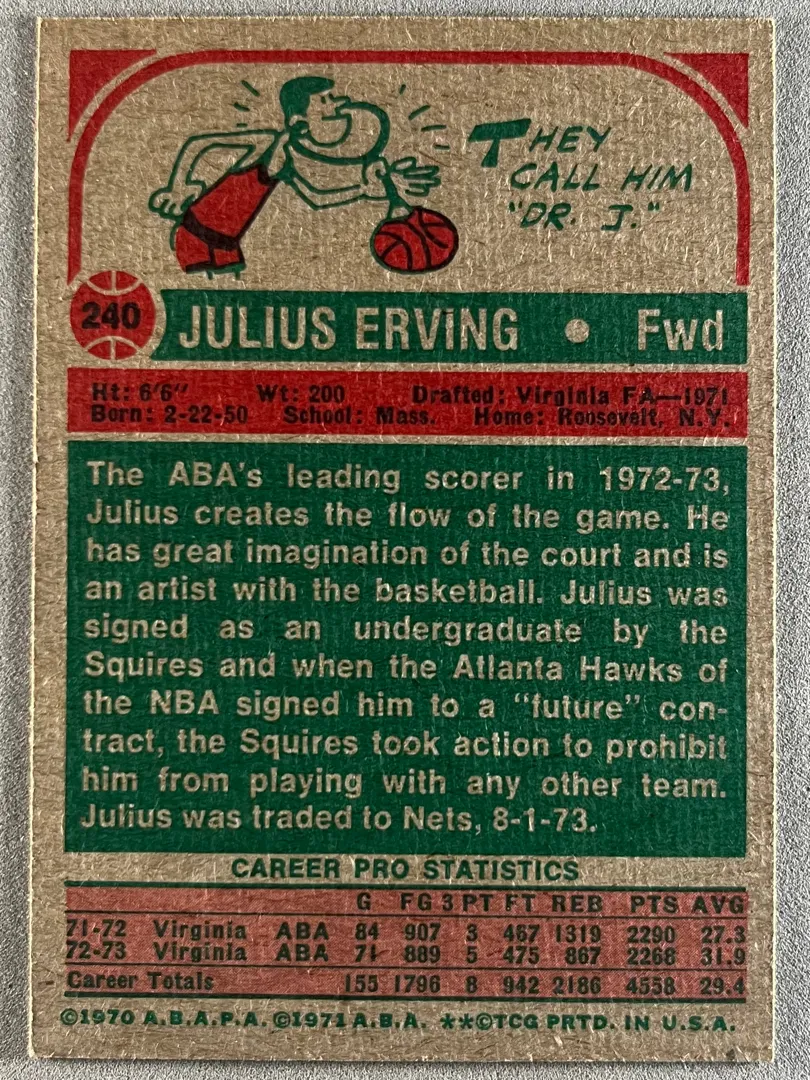 THEY
CALL HIM
"DR. J."
240 JULIUS ERVING • Fwd
Ht: 6'6" Wt: 200 Drafted: Virginia FA—1971
Born: 2-22-50 School: Mass. Home: Roosevelt, N.Y.
The ABA's leading scorer in 1972-73,
Julius creates the flow of the game. He
has great imagination of the court and is
an artist with the basketball. Julius was
signed as an undergraduate by the
Squires and when the Atlanta Hawks of
the NBA signed him to a "future" con-
tract, the Squires took action to prohibit
him from playing with any other team.
Julius was traded to Nets, 8-1-73.
CAREER PRO STATISTICS
G FG 3 PT FT REB PTS AVG
71-72 Virginia ABA 84 907 3 467 1319 2290 27.3
72-73 Virginia ABA 71 889 5 475 867 2268 31.9
Career Totals 155 1796 8 942 2186 4558 29.4
©1970 A.B.A.P.A. ©1971 A.B.A. **©TCG PRTD. IN U.S.A.